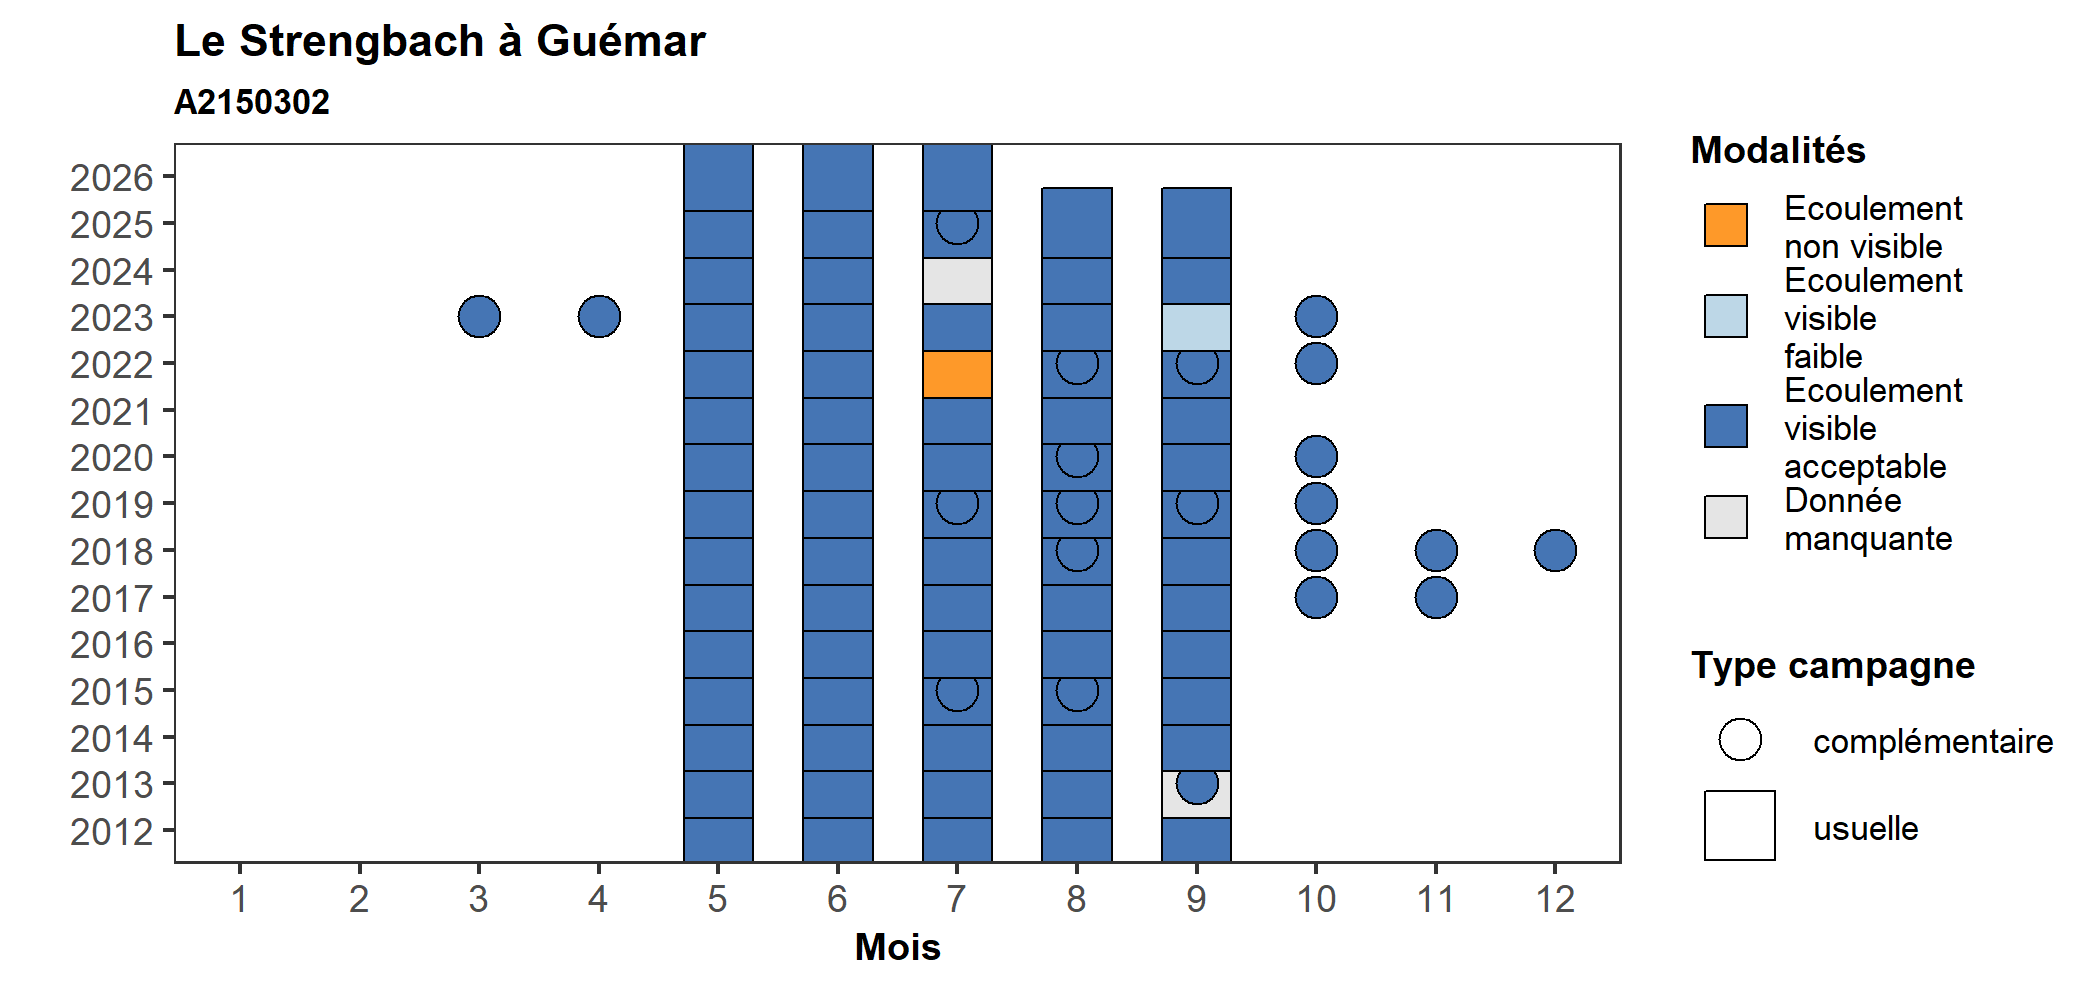 Le Strengbach à Guémar
A2150302
2026
2025
2024
2023
2022
2021
2020
2019
2018
2017
2016
2015
2014
2013
2012
1 2 3 4 5 6 7 8 9 10 11 12
Mois
Modalités
Ecoulement
non visible
Ecoulement
visible
faible
Ecoulement
visible
acceptable
Donnée
manquante
Type campagne
complémentaire
usuelle